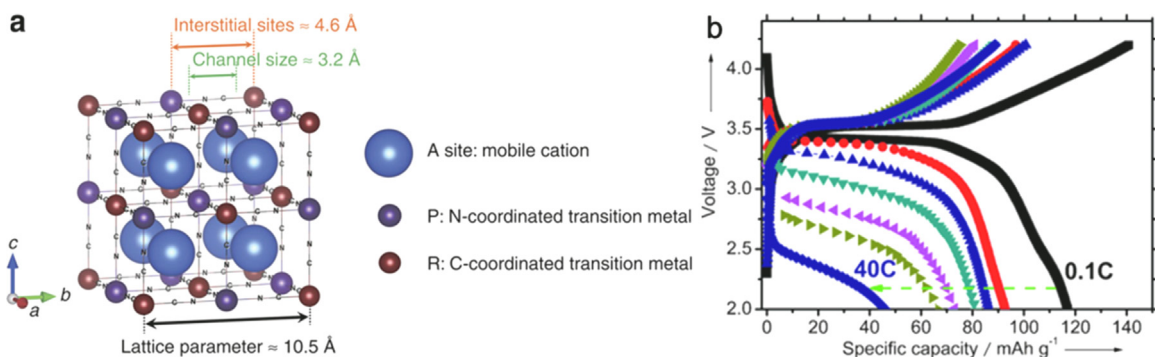 a
Interstitial sites ≈ 4.6 Å
Channel size ≈ 3.2 Å
A site: mobile cation
P: N-coordinated transition metal
R: C-coordinated transition metal
c
b
a
Lattice parameter ≈ 10.5 Å
b
Voltage / V
4.0
3.5
3.0
2.5
2.0
40C
0.1C
0 20 40 60 80 100 120 140
Specific capacity / mAh g⁻¹